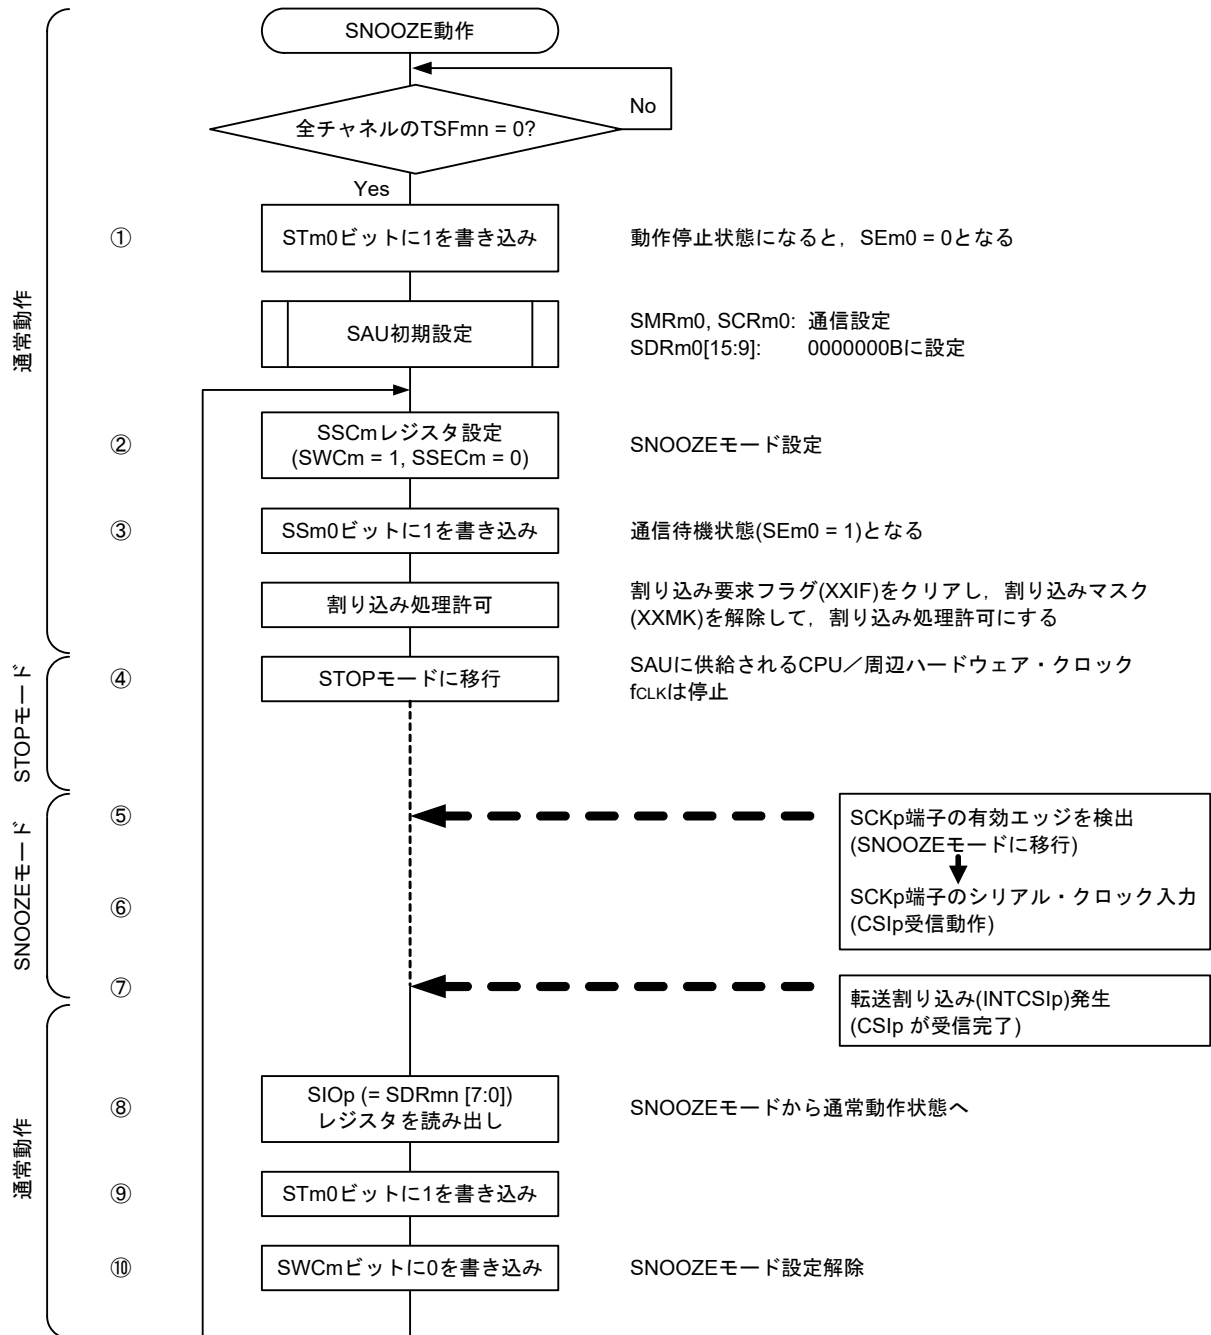 SNOOZE動作
No
全チャネルのTSFmn = 0?
Yes
①
STm0ビットに1を書き込み
動作停止状態になると，SEm0 = 0となる
通常動作
SAU初期設定
SMRm0, SCRm0: 通信設定
SDRm0[15:9]: 0000000Bに設定
②
SSCmレジスタ設定
(SWCm = 1, SSECm = 0)
SNOOZEモード設定
③
SSm0ビットに1を書き込み
通信待機状態(SEm0 = 1)となる
割り込み処理許可
割り込み要求フラグ(XXIF)をクリアし，割り込みマスク
(XXMK)を解除して，割り込み処理許可にする
STOPモード
④
STOPモードに移行
SAUに供給されるCPU／周辺ハードウェア・クロック
fCLKは停止
SNOOZEモード
⑤
SCKp端子の有効エッジを検出
(SNOOZEモードに移行)
⑥
SCKp端子のシリアル・クロック入力
(CSIp受信動作)
⑦
転送割り込み(INTCSIp)発生
(CSIp が受信完了)
通常動作
⑧
SIOp (= SDRmn [7:0])
レジスタを読み出し
SNOOZEモードから通常動作状態へ
⑨
STm0ビットに1を書き込み
⑩
SWCmビットに0を書き込み
SNOOZEモード設定解除